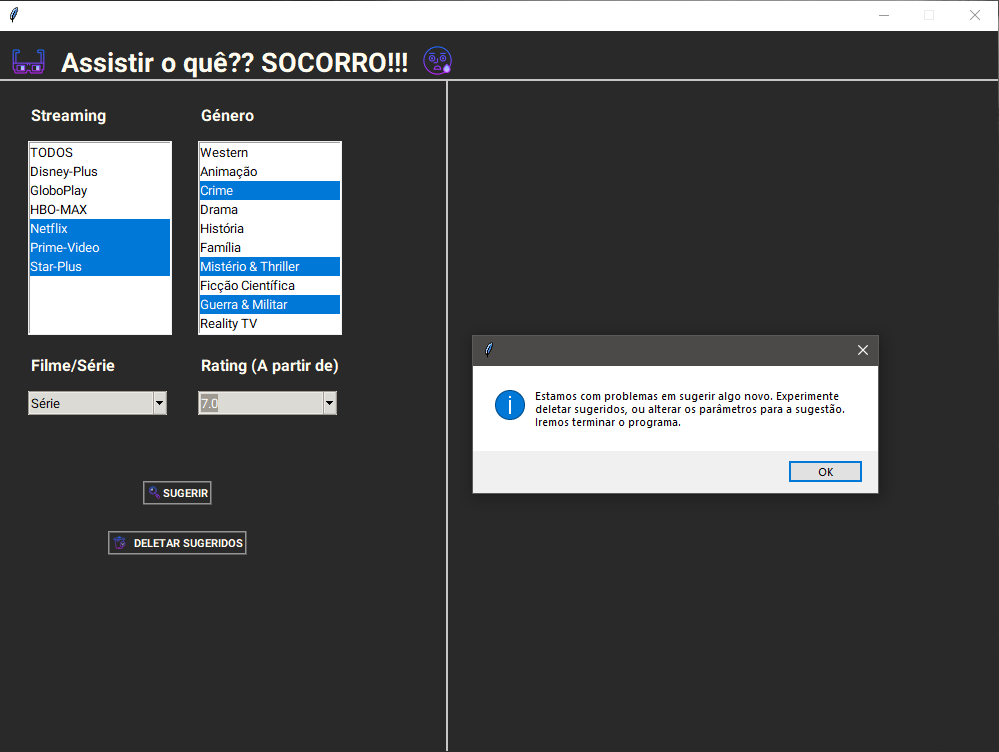 Assistir o quê?? SOCORRO!!!
Streaming
Género
TODOS
Disney-Plus
GloboPlay
HBO-MAX
Netflix
Prime-Video
Star-Plus
Western
Animação
Crime
Drama
História
Família
Mistério & Thriller
Ficção Científica
Guerra & Militar
Reality TV
Filme/Série
Rating (A partir de)
Série
7.0
SUGERIR
DELETAR SUGERIDOS
Estamos com problemas em sugerir algo novo. Experimente
deletar sugeridos, ou alterar os parâmetros para a sugestão.
Iremos terminar o programa.
OK